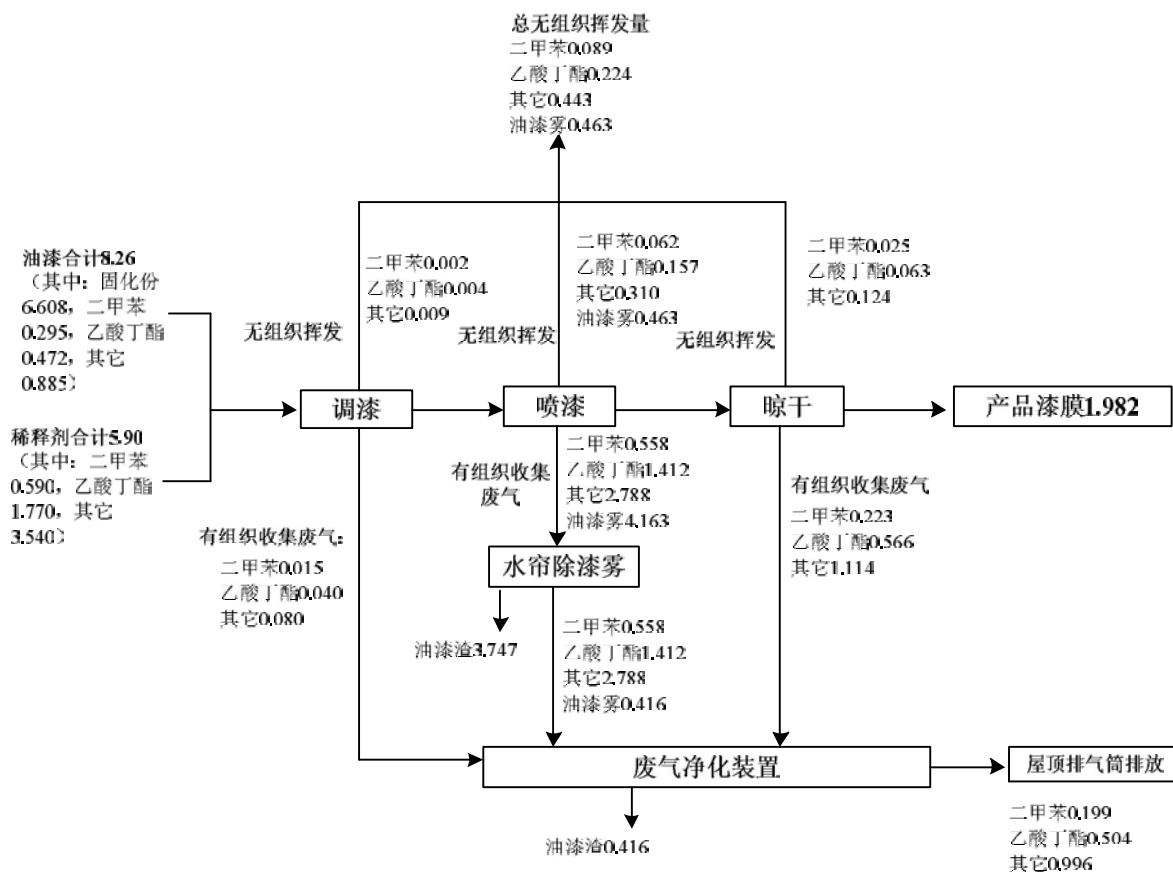 总无组织挥发量
二甲苯0.089
乙酸丁酯0.224
其它0.443
油漆雾0.463
油漆合计8.26
（其中：固化份
6.608，二甲苯
0.295，乙酸丁酯
0.472，其它
0.885）
稀释剂合计5.90
（其中：二甲苯
0.590，乙酸丁酯
1.770，其它
3.540）
无组织挥发
二甲苯0.002
乙酸丁酯0.004
其它0.009
无组织挥发
二甲苯0.062
乙酸丁酯0.157
其它0.310
油漆雾0.463
无组织挥发
二甲苯0.025
乙酸丁酯0.063
其它0.124
调漆
喷漆
晾干
产品漆膜1.982
有组织收集废气：
二甲苯0.015
乙酸丁酯0.040
其它0.080
有组织收集
废气
二甲苯0.558
乙酸丁酯1.412
其它2.788
油漆雾4.163
有组织收集废气
二甲苯0.223
乙酸丁酯0.566
其它1.114
水帘除漆雾
油漆渣3.747
二甲苯0.558
乙酸丁酯1.412
其它2.788
油漆雾0.416
废气净化装置
屋顶排气筒排放
油漆渣0.416
二甲苯0.199
乙酸丁酯0.504
其它0.996